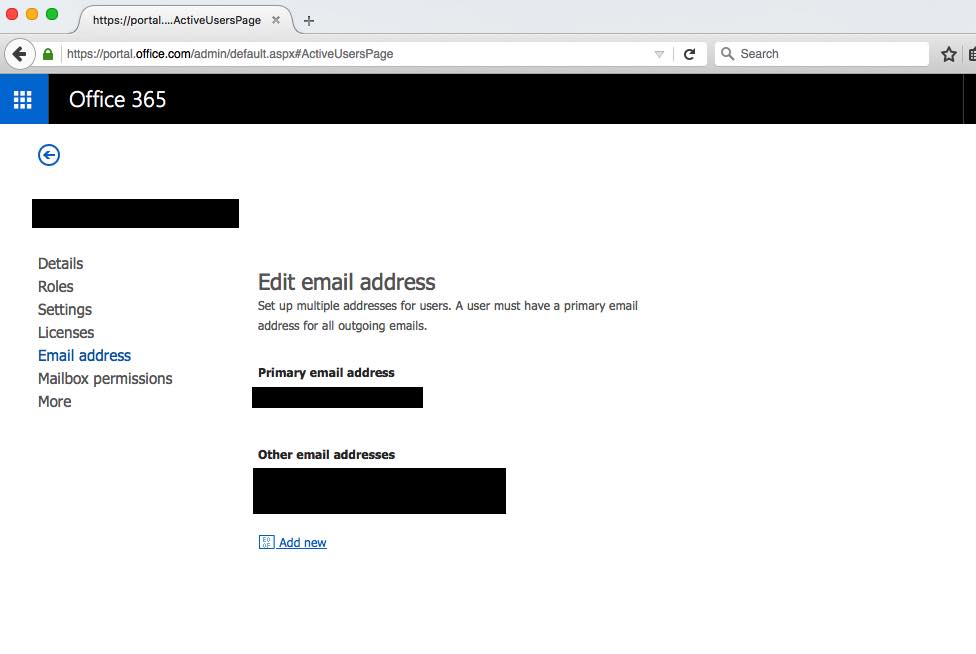 https://portal....ActiveUsersPage
https://portal.office.com/admin/default.aspx#ActiveUsersPage
Search
Office 365
Details
Roles
Settings
Licenses
Email address
Mailbox permissions
More
Edit email address
Set up multiple addresses for users. A user must have a primary email
address for all outgoing emails.
Primary email address
Other email addresses
Add new